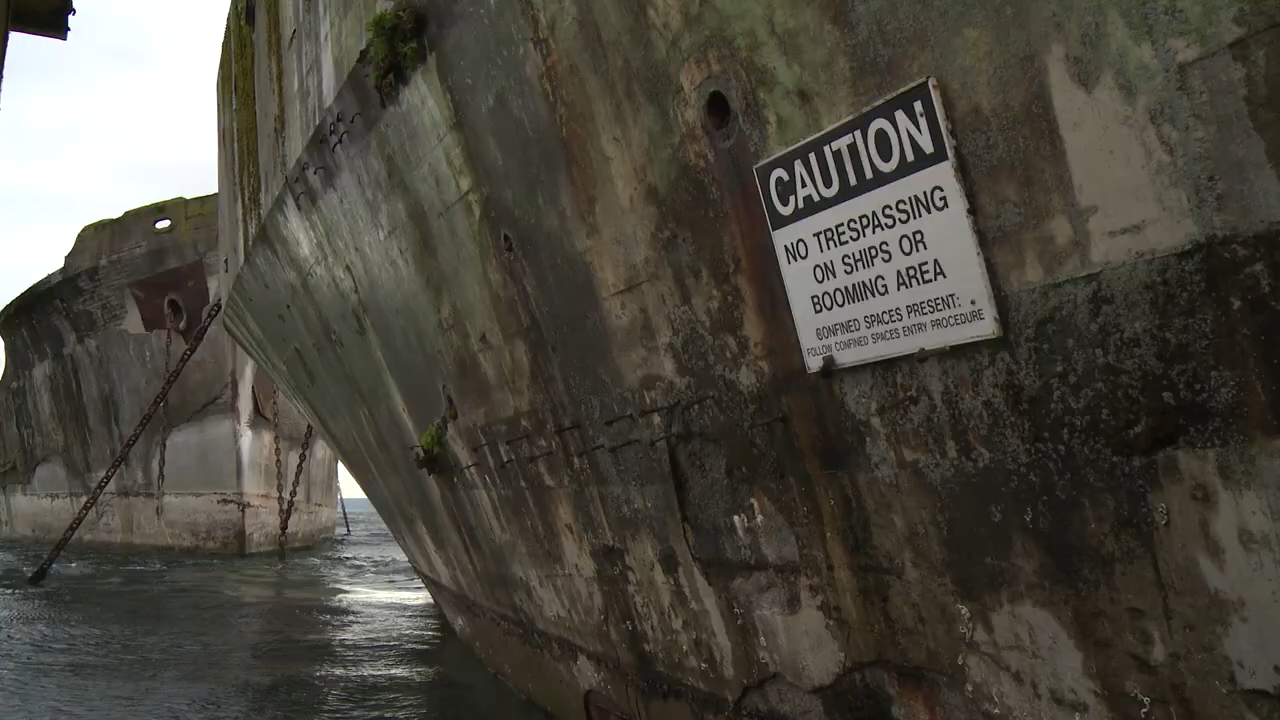 CAUTION
NO TRESPASSING
ON SHIPS OR
BOOMING AREA
CONFINED SPACES PRESENT:
FOLLOW CONFINED SPACES ENTRY PROCEDURE